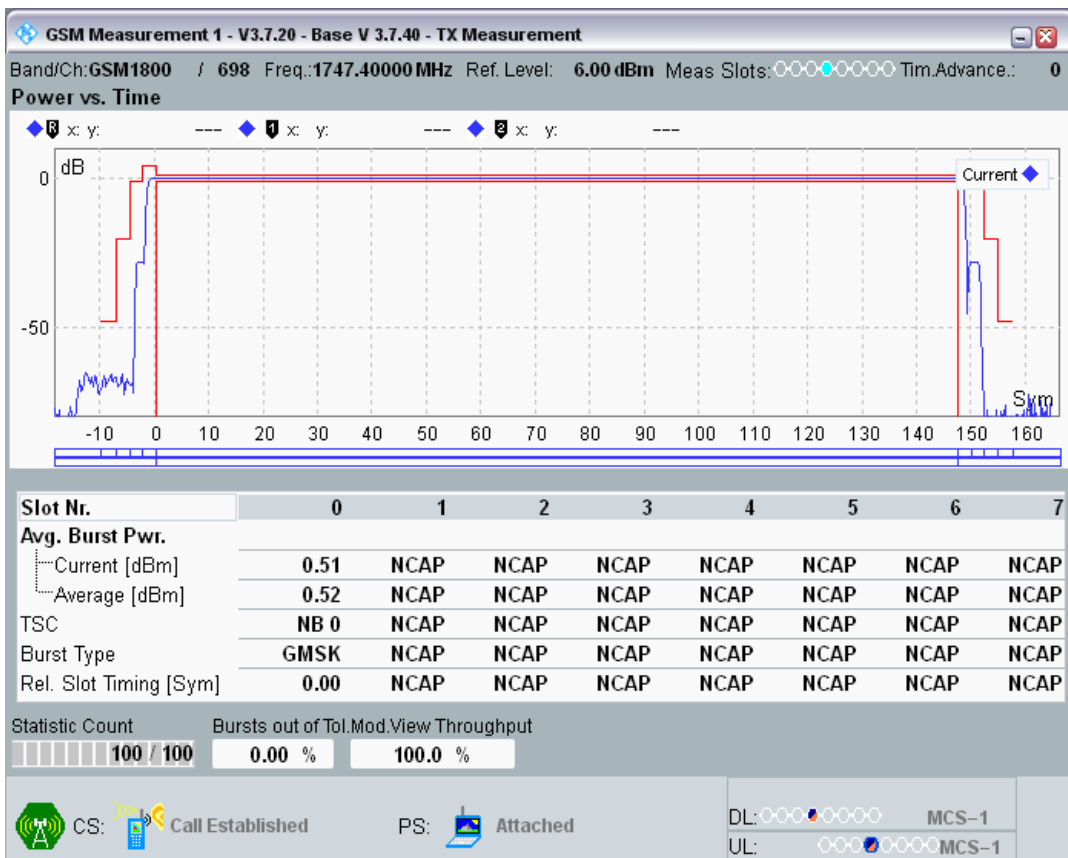 GSM Measurement 1 - V3.7.20 - Base V 3.7.40 - TX Measurement
Band/Ch:GSM1800 / 698 Freq.:1747.40000 MHz Ref. Level: 6.00 dBm Meas Slots: Tim.Advance.: 0
Power vs. Time
R x: y: --- 1 x: y: --- 2 x: y: ---
dB
Current
0
-50
Sym
-10 0 10 20 30 40 50 60 70 80 90 100 110 120 130 140 150 160
Slot Nr. 0 1 2 3 4 5 6 7
Avg. Burst Pwr.
Current [dBm] 0.51 NCAP NCAP NCAP NCAP NCAP NCAP NCAP
Average [dBm] 0.52 NCAP NCAP NCAP NCAP NCAP NCAP NCAP
TSC NB 0 NCAP NCAP NCAP NCAP NCAP NCAP NCAP
Burst Type GMSK NCAP NCAP NCAP NCAP NCAP NCAP NCAP
Rel. Slot Timing [Sym] 0.00 NCAP NCAP NCAP NCAP NCAP NCAP NCAP
Statistic Count Bursts out of Tol.Mod.View Throughput
100 / 100 0.00 % 100.0 %
CS: Call Established PS: Attached
DL: MCS-1
UL: MCS-1